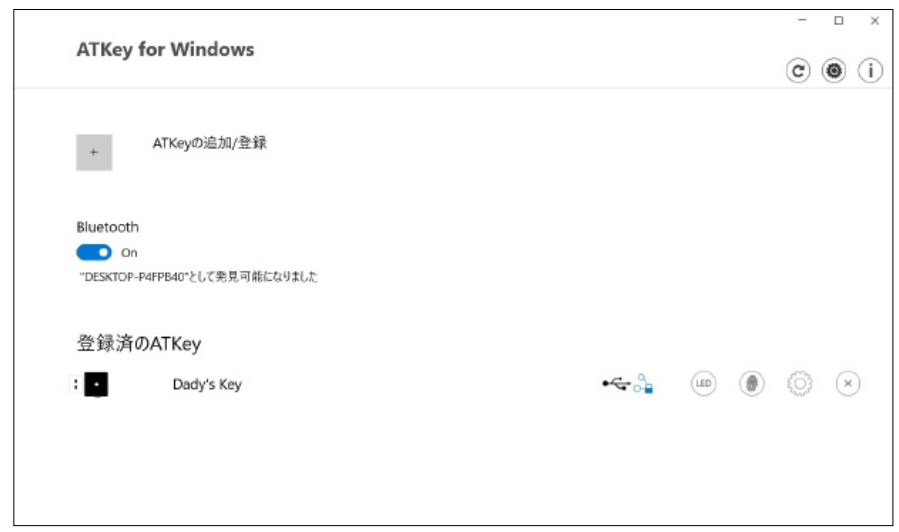 ATKey for Windows
ATKeyの追加/登録
Bluetooth
On
"DESKTOP-P4FPB40"として発見可能になりました
登録済のATKey
Dady's Key
LED